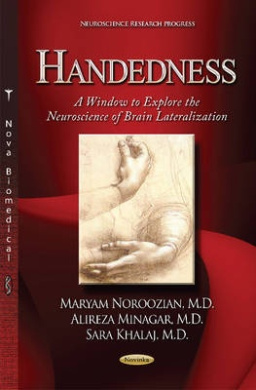 NEUROSCIENCE RESEARCH PROGRESS
HANDEDNESS
A Window to Explore the
Neuroscience of Brain Lateralization
Nova Biomedical
MARYAM NOROOZIAN, M.D.
ALIREZA MINAGAR, M.D.
SARA KHALAJ, M.D.
Novinka